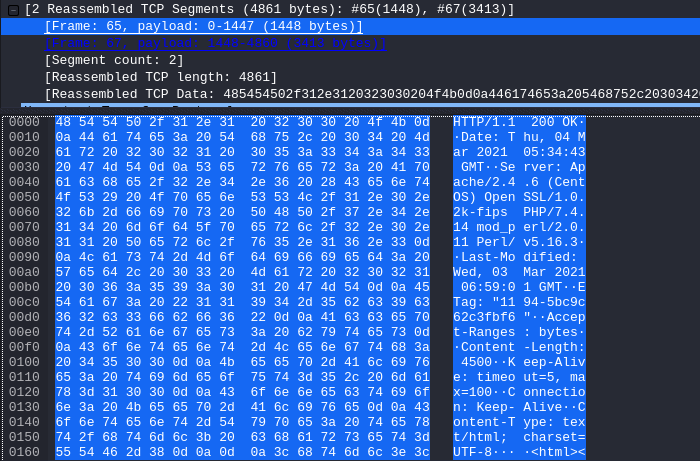 [2 Reassembled TCP Segments (4861 bytes): #65(1448), #67(3413)]
[Frame: 65, payload: 0-1447 (1448 bytes)]
[Frame: 67, payload: 1448-4860 (3413 bytes)]
[Segment count: 2]
[Reassembled TCP length: 4861]
[Reassembled TCP Data: 485454502f312e3120323030204f4b0d0a446174653a205468752c2030342
0000 48 54 54 50 2f 31 2e 31 20 32 30 30 20 4f 4b 0d HTTP/1.1 200 OK·
0010 0a 44 61 74 65 3a 20 54 68 75 2c 20 30 34 20 4d ·Date: T hu, 04 M
0020 61 72 20 32 30 32 31 20 30 35 3a 33 34 3a 34 33 ar 2021 05:34:43
0030 20 47 4d 54 0d 0a 53 65 72 76 65 72 3a 20 41 70 GMT··Se rver: Ap
0040 61 63 68 65 2f 32 2e 34 2e 36 20 28 43 65 6e 74 ache/2.4 .6 (Cent
0050 4f 53 29 20 4f 70 65 6e 53 53 4c 2f 31 2e 30 2e OS) Open SSL/1.0.
0060 32 6b 2d 66 69 70 73 20 50 48 50 2f 37 2e 34 2e 2k-fips PHP/7.4.
0070 31 34 20 6d 6f 64 5f 70 65 72 6c 2f 32 2e 30 2e 14 mod_p erl/2.0.
0080 31 31 20 50 65 72 6c 2f 76 35 2e 31 36 2e 33 0d 11 Perl/ v5.16.3·
0090 0a 4c 61 73 74 2d 4d 6f 64 69 66 69 65 64 3a 20 ·Last-Mo dified:
00a0 57 65 64 2c 20 30 33 20 4d 61 72 20 32 30 32 31 Wed, 03 Mar 2021
00b0 20 30 36 3a 35 39 3a 30 31 20 47 4d 54 0d 0a 45 06:59:0 1 GMT··E
00c0 54 61 67 3a 20 22 31 31 39 34 2d 35 62 63 39 63 Tag: "11 94-5bc9c
00d0 36 32 63 33 66 62 66 36 22 0d 0a 41 63 63 65 70 62c3fbf6 "··Accep
00e0 74 2d 52 61 6e 67 65 73 3a 20 62 79 74 65 73 0d t-Ranges : bytes·
00f0 0a 43 6f 6e 74 65 6e 74 2d 4c 65 6e 67 74 68 3a ·Content -Length:
0100 20 34 35 30 30 0d 0a 4b 65 65 70 2d 41 6c 69 76 4500··K eep-Aliv
0110 65 3a 20 74 69 6d 65 6f 75 74 3d 35 2c 20 6d 61 e: timeo ut=5, ma
0120 78 3d 31 30 30 0d 0a 43 6f 6e 6e 65 63 74 69 6f x=100··C onnectio
0130 6e 3a 20 4b 65 65 70 2d 41 6c 69 76 65 0d 0a 43 n: Keep- Alive··C
0140 6f 6e 74 65 6e 74 2d 54 79 70 65 3a 20 74 65 78 ontent-T ype: tex
0150 74 2f 68 74 6d 6c 3b 20 63 68 61 72 73 65 74 3d t/html; charset=
0160 55 54 46 2d 38 0d 0a 0d 0a 3c 68 74 6d 6c 3e 3c UTF-8··· ·<html><